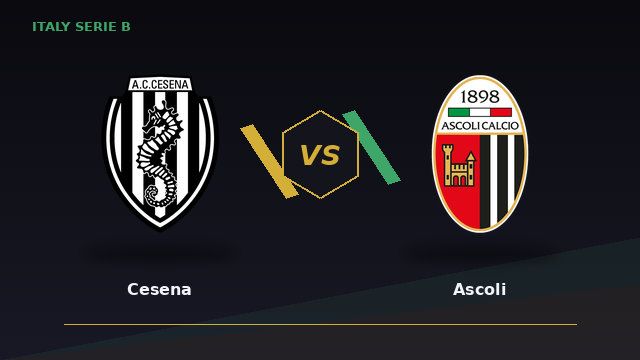 ITALY SERIE B
A.C.CESENA
1898
ASCOLI CALCIO
VS
Cesena
Ascoli